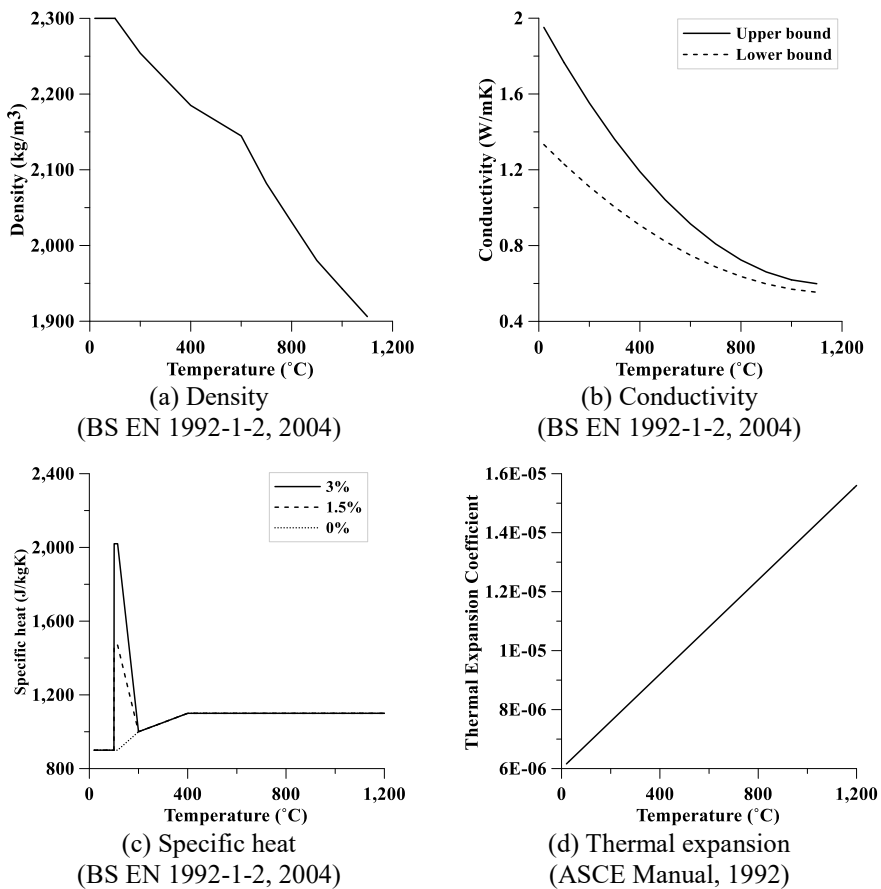 2,300
2,200
2,100
2,000
1,900
Density (kg/m3)
0
400
800
1,200
Temperature (˚C)
(a) Density
(BS EN 1992-1-2, 2004)
2
1.6
1.2
0.8
0.4
Conductivity (W/mK)
Upper bound
Lower bound
0
400
800
1,200
Temperature (˚C)
(b) Conductivity
(BS EN 1992-1-2, 2004)
2,400
2,000
1,600
1,200
800
Specific heat (J/kgK)
3%
1.5%
0%
0
400
800
1,200
Temperature (˚C)
(c) Specific heat
(BS EN 1992-1-2, 2004)
1.6E-05
1.4E-05
1.2E-05
1E-05
8E-06
6E-06
Thermal Expansion Coefficient
0
400
800
1,200
Temperature (˚C)
(d) Thermal expansion
(ASCE Manual, 1992)